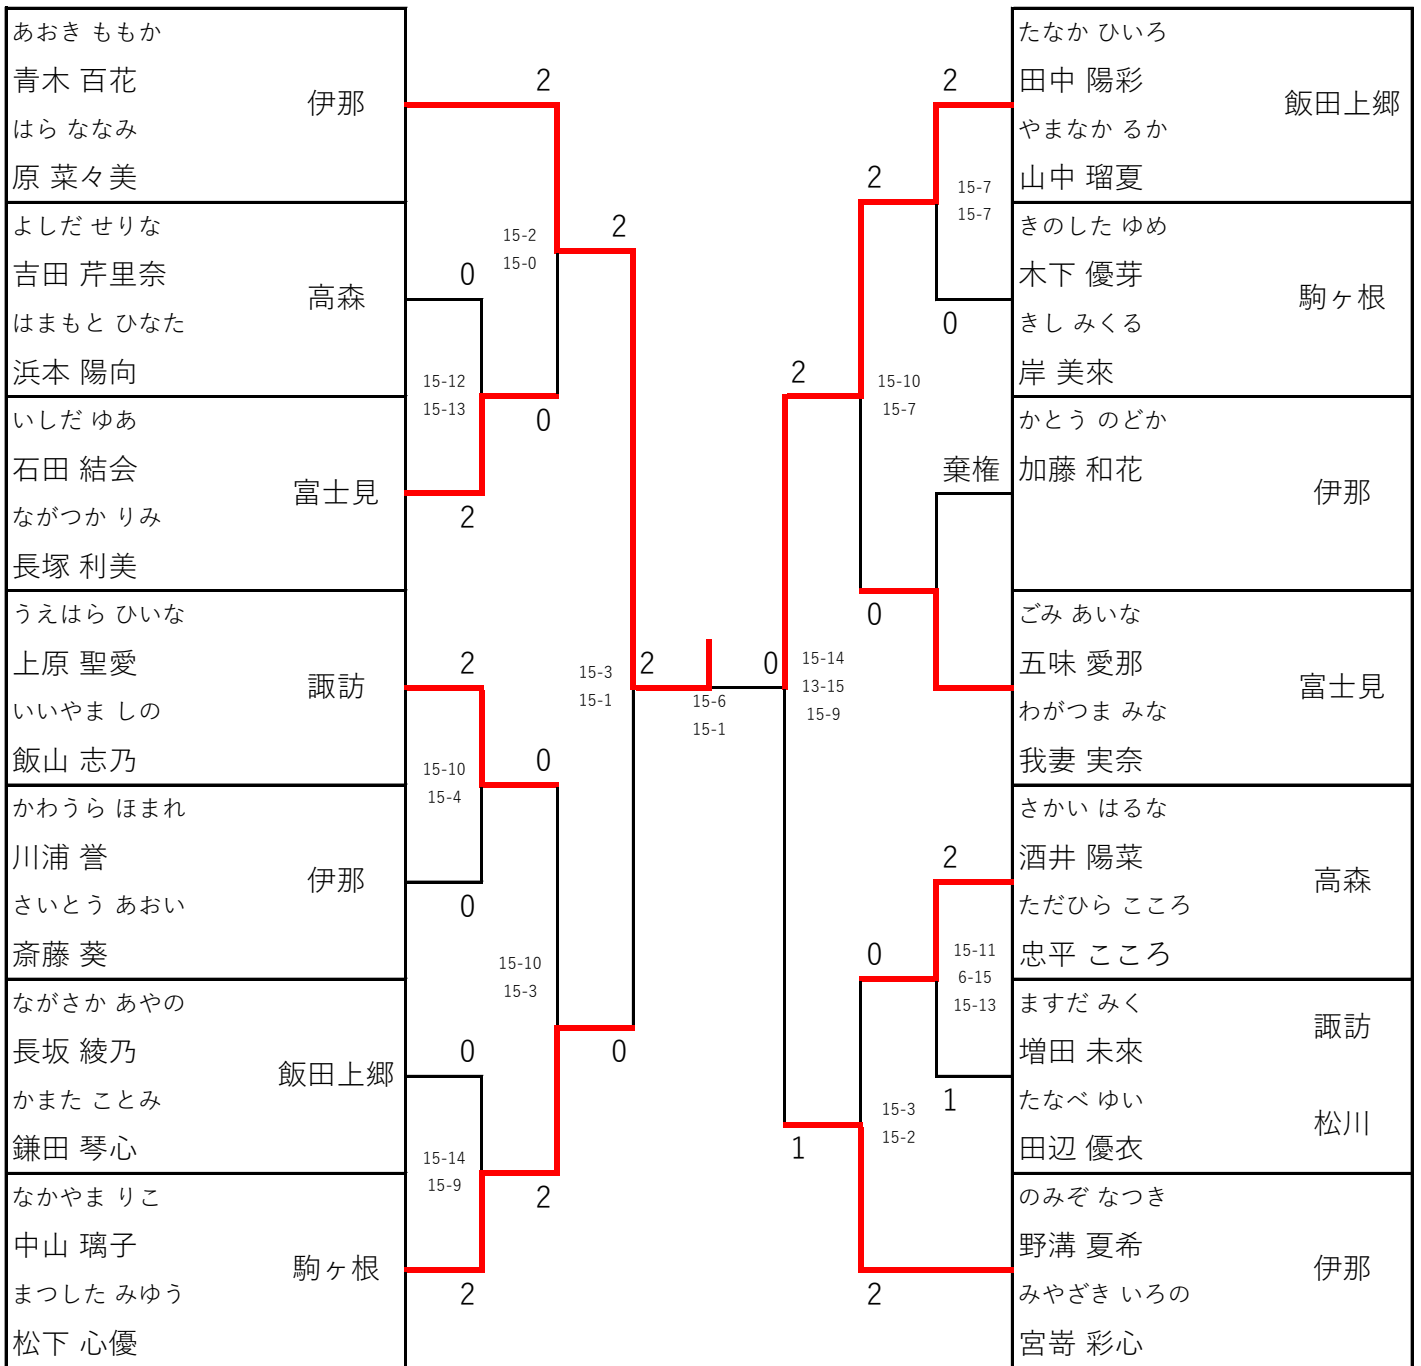 あおき ももか
青木 百花
はら ななみ
原 菜々美
伊那
よしだ せりな
吉田 芹里奈
はまもと ひなた
浜本 陽向
高森
いしだ ゆあ
石田 結会
ながつか りみ
長塚 利美
富士見
うえはら ひいな
上原 聖愛
いいやま しの
飯山 志乃
諏訪
かわうら ほまれ
川浦 誉
さいとう あおい
斎藤 葵
伊那
ながさか あやの
長坂 綾乃
かまた ことみ
鎌田 琴心
飯田上郷
なかやま りこ
中山 璃子
まつした みゆう
松下 心優
駒ヶ根
2
0
15-12
15-13
2
15-2
15-0
0
2
2
15-10
15-4
0
0
15-10
15-3
0
15-14
15-9
2
2
0
15-3
15-1
2
15-6
15-1
0
15-14
13-15
15-9
2
2
15-10
15-7
0
2
15-7
15-7
0
棄権
2
15-11
6-15
15-13
1
0
15-3
15-2
2
1
たなか ひいろ
田中 陽彩
やまなか るか
山中 瑠夏
飯田上郷
きのした ゆめ
木下 優芽
きし みくる
岸 美來
駒ヶ根
かとう のどか
加藤 和花
伊那
ごみ あいな
五味 愛那
わがつま みな
我妻 実奈
富士見
さかい はるな
酒井 陽菜
ただひら こころ
忠平 こころ
高森
ますだ みく
増田 未來
諏訪
たなべ ゆい
田辺 優衣
松川
のみぞ なつき
野溝 夏希
みやざき いろの
宮嵜 彩心
伊那